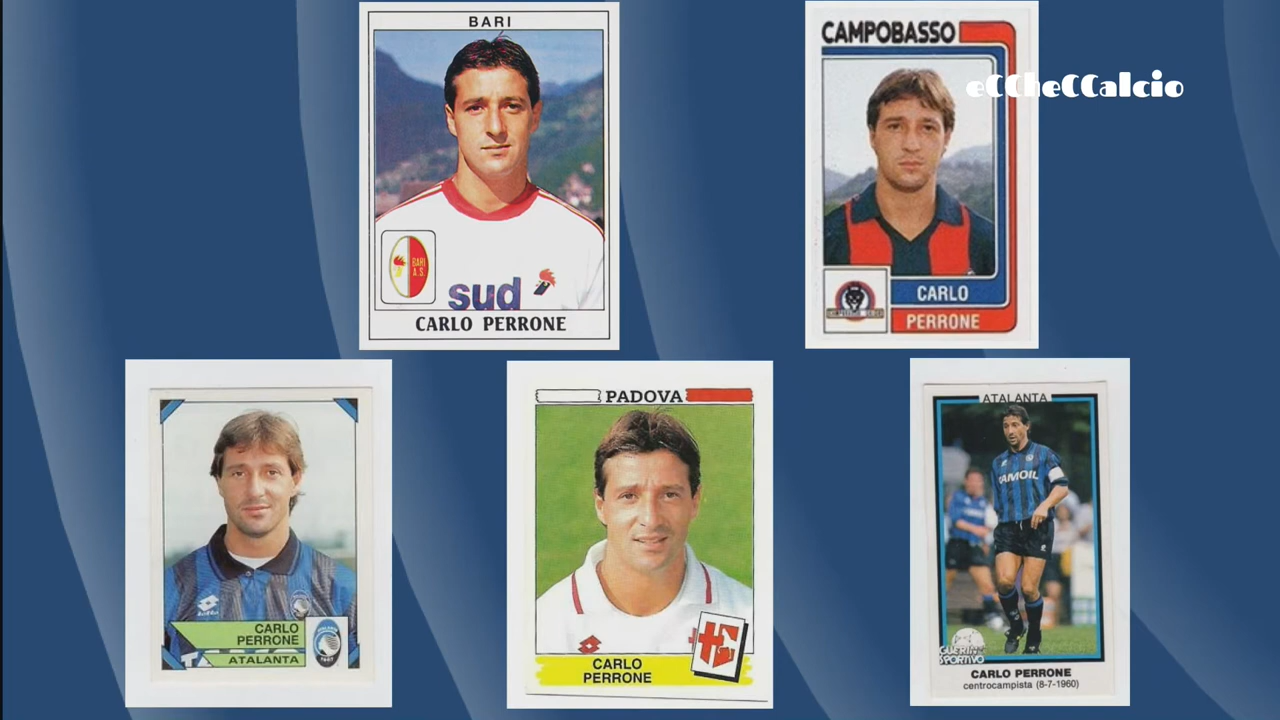 BARI
BARI
A.S.
sud
CARLO PERRONE
CAMPOBASSO
eCCheCCalcio
CARLO
PERRONE
CARLO
PERRONE
ATALANTA
PADOVA
CARLO
PERRONE
ATALANTA
TAMOIL
GUERIN
SPORTIVO
CARLO PERRONE
centrocampista (8-7-1960)